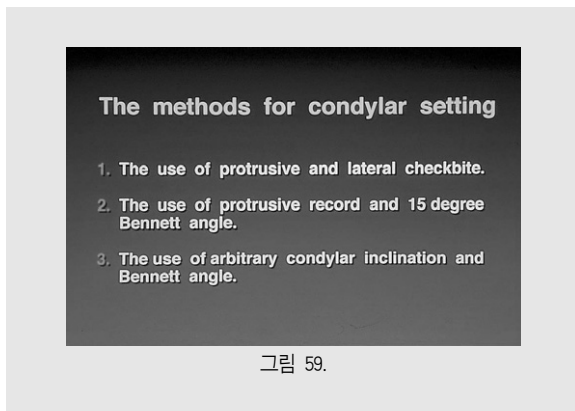 The methods for condylar setting
1. The use of protrusive and lateral checkbite.
2. The use of protrusive record and 15 degree
Bennett angle.
3. The use of arbitrary condylar inclination and
Bennett angle.
그림 59.